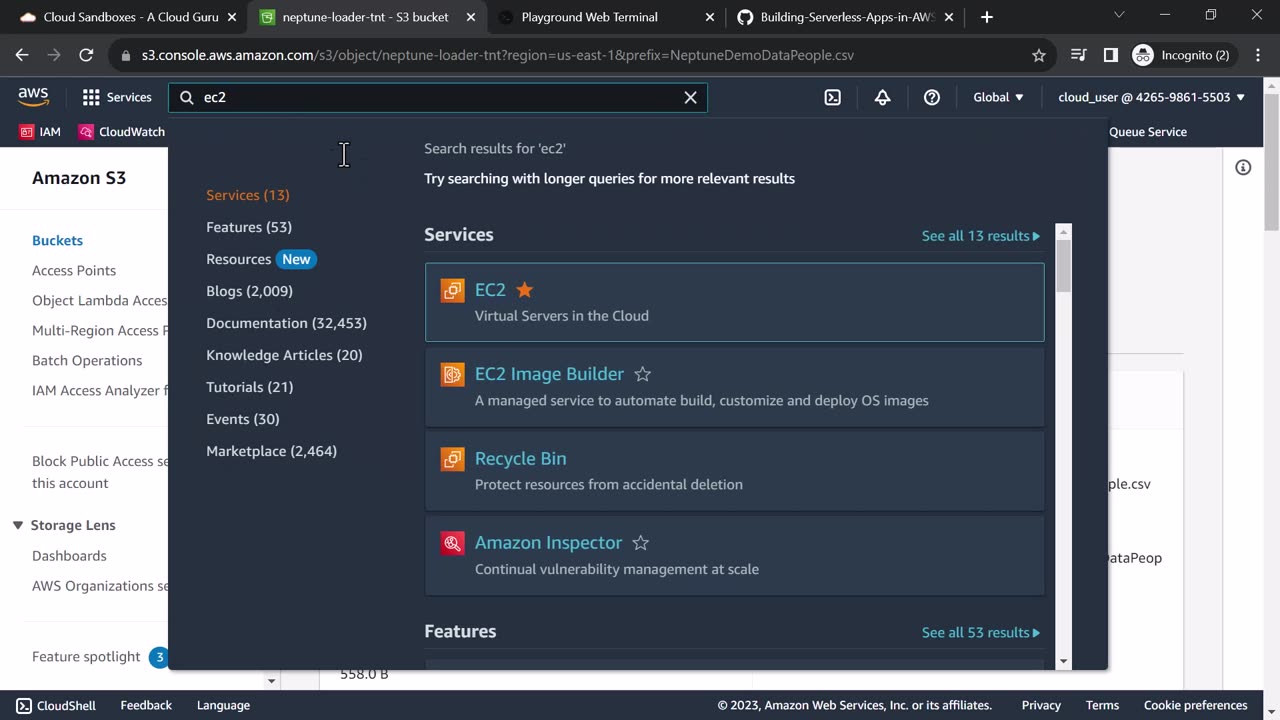 Cloud Sandboxes - A Cloud Guru
neptune-loader-tnt - S3 bucket
Playground Web Terminal
Building-Serverless-Apps-in-AWS
s3.console.aws.amazon.com/s3/object/neptune-loader-tnt?region=us-east-1&prefix=NeptuneDemoDataPeople.csv
Incognito (2)
aws
Services
ec2
Global
cloud_user @ 4265-9861-5503
IAM
CloudWatch
Queue Service
Amazon S3
Buckets
Access Points
Object Lambda Acces
Multi-Region Access P
Batch Operations
IAM Access Analyzer f
Block Public Access se
this account
Storage Lens
Dashboards
AWS Organizations se
Feature spotlight 3
Services (13)
Features (53)
Resources New
Blogs (2,009)
Documentation (32,453)
Knowledge Articles (20)
Tutorials (21)
Events (30)
Marketplace (2,464)
Search results for 'ec2'
Try searching with longer queries for more relevant results
Services
See all 13 results
EC2
Virtual Servers in the Cloud
EC2 Image Builder
A managed service to automate build, customize and deploy OS images
Recycle Bin
Protect resources from accidental deletion
Amazon Inspector
Continual vulnerability management at scale
Features
See all 53 results
ple.csv
DataPeop
558.0 B
CloudShell
Feedback
Language
© 2023, Amazon Web Services, Inc. or its affiliates.
Privacy
Terms
Cookie preferences